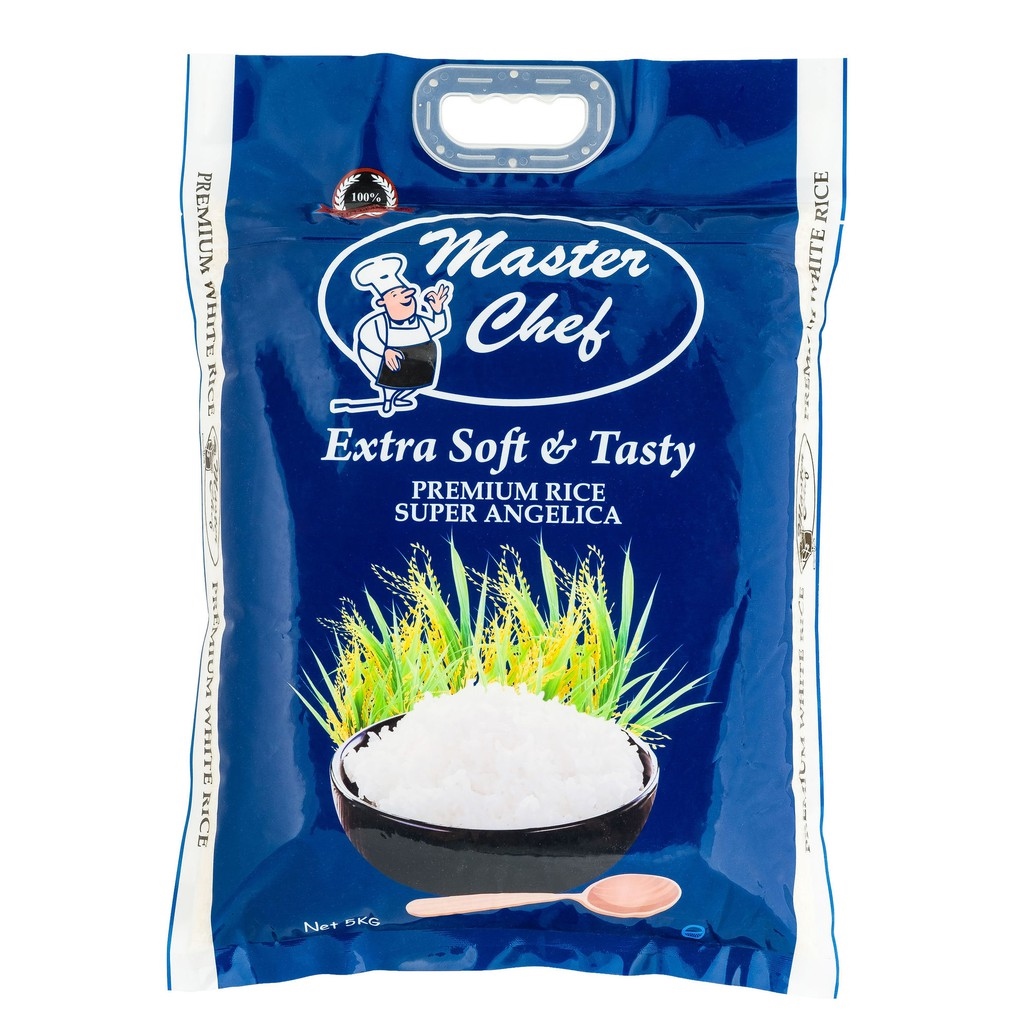 100%
Master
Chef
Extra Soft & Tasty
PREMIUM RICE
SUPER ANGELICA
Net 5KG
PREMIUM WHITE RICE
PREMIUM WHITE RICE
PREMIUM WHITE RICE
PREMIUM WHITE RICE